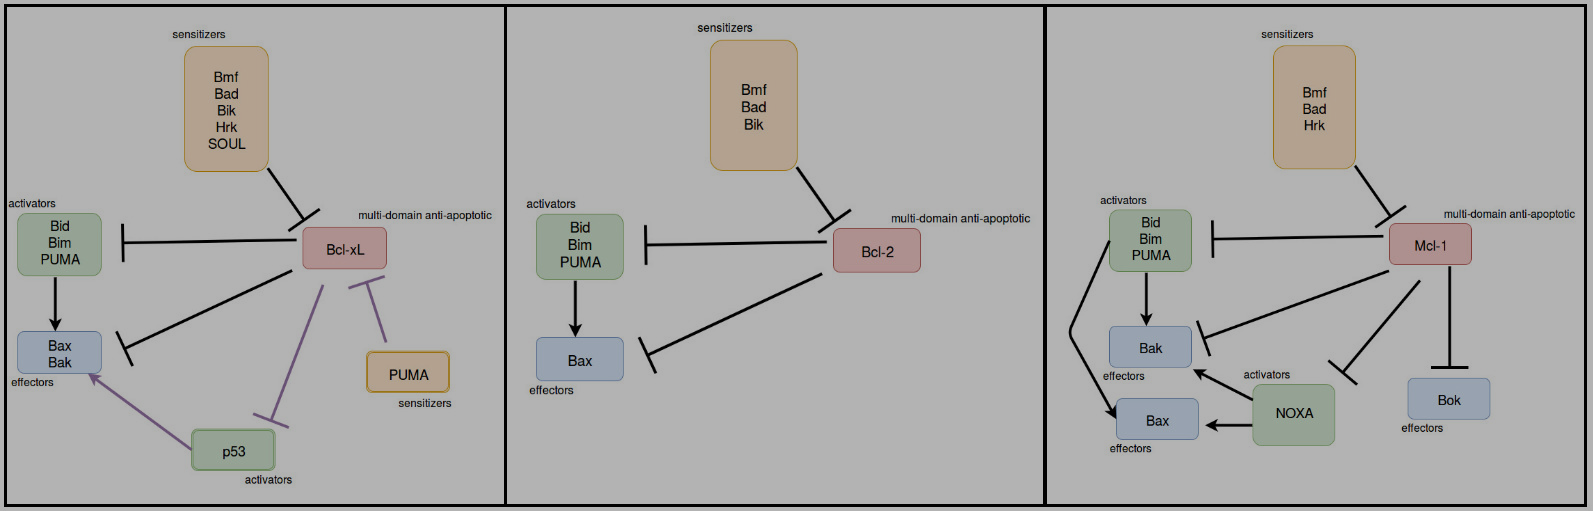 sensitizers
Bmf
Bad
Bik
Hrk
SOUL
activators
Bid
Bim
PUMA
multi-domain anti-apoptotic
Bcl-xL
Bax
Bak
effectors
PUMA
sensitizers
p53
activators
sensitizers
Bmf
Bad
Bik
activators
Bid
Bim
PUMA
multi-domain anti-apoptotic
Bcl-2
Bax
effectors
sensitizers
Bmf
Bad
Hrk
activators
Bid
Bim
PUMA
multi-domain anti-apoptotic
Mcl-1
Bak
effectors
activators
NOXA
Bax
effectors
Bok
effectors